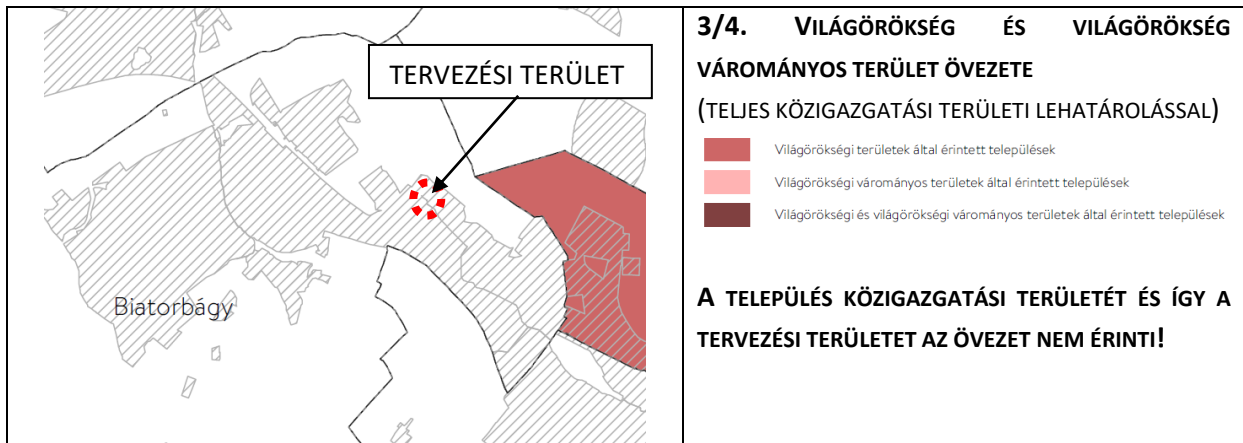 TERVEZÉSI TERÜLET
Biatorbágy
3/4. VILÁGÖRÖKSÉG ÉS VILÁGÖRÖKSÉG
VÁROMÁNYOS TERÜLET ÖVEZETE
(TELJES KÖZIGAZGATÁSI TERÜLETI LEHATÁROLÁSSAL)
Világörökségi területek által érintett települések
Világörökségi várományos területek által érintett települések
Világörökségi és világörökségi várományos területek által érintett települések
A TELEPÜLÉS KÖZIGAZGATÁSI TERÜLETÉT ÉS ÍGY A
TERVEZÉSI TERÜLETET AZ ÖVEZET NEM ÉRINTI!